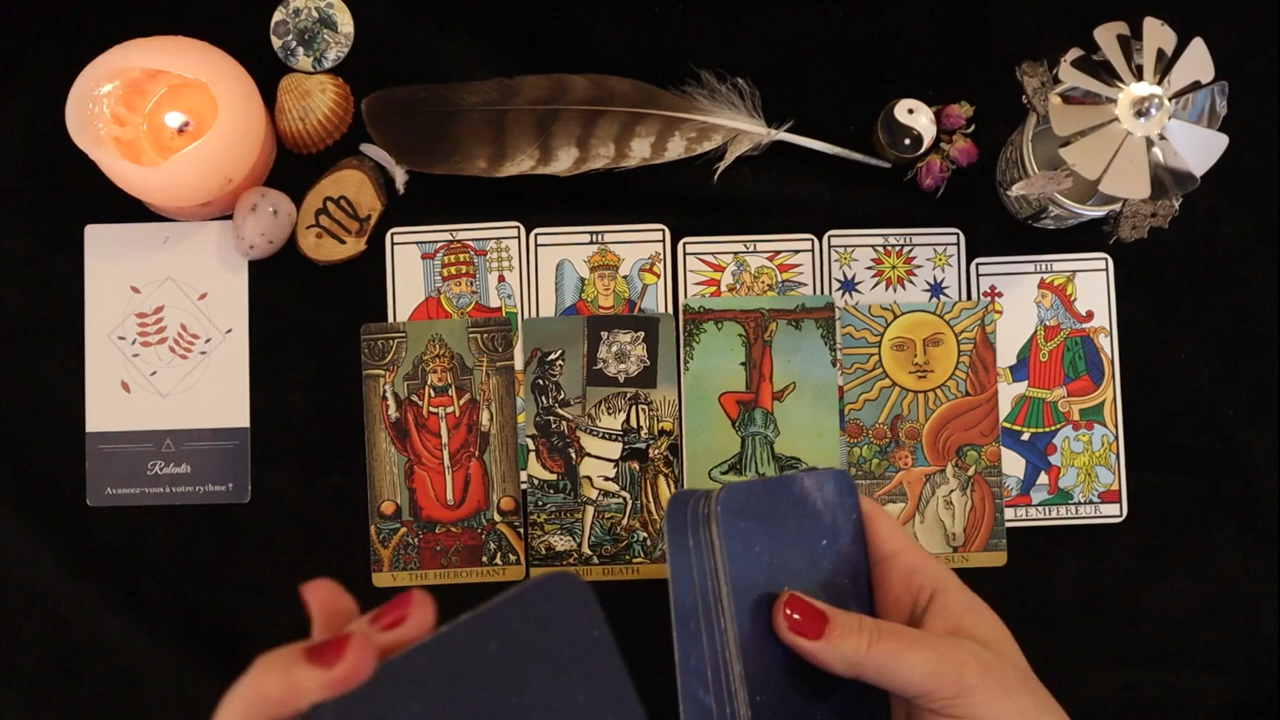 7
Ralentir
Avancez-vous à votre rythme ?
V
III
VI
XVII
IIII
L'EMPEREUR
V - THE HIEROPHANT
XIII - DEATH
SUN